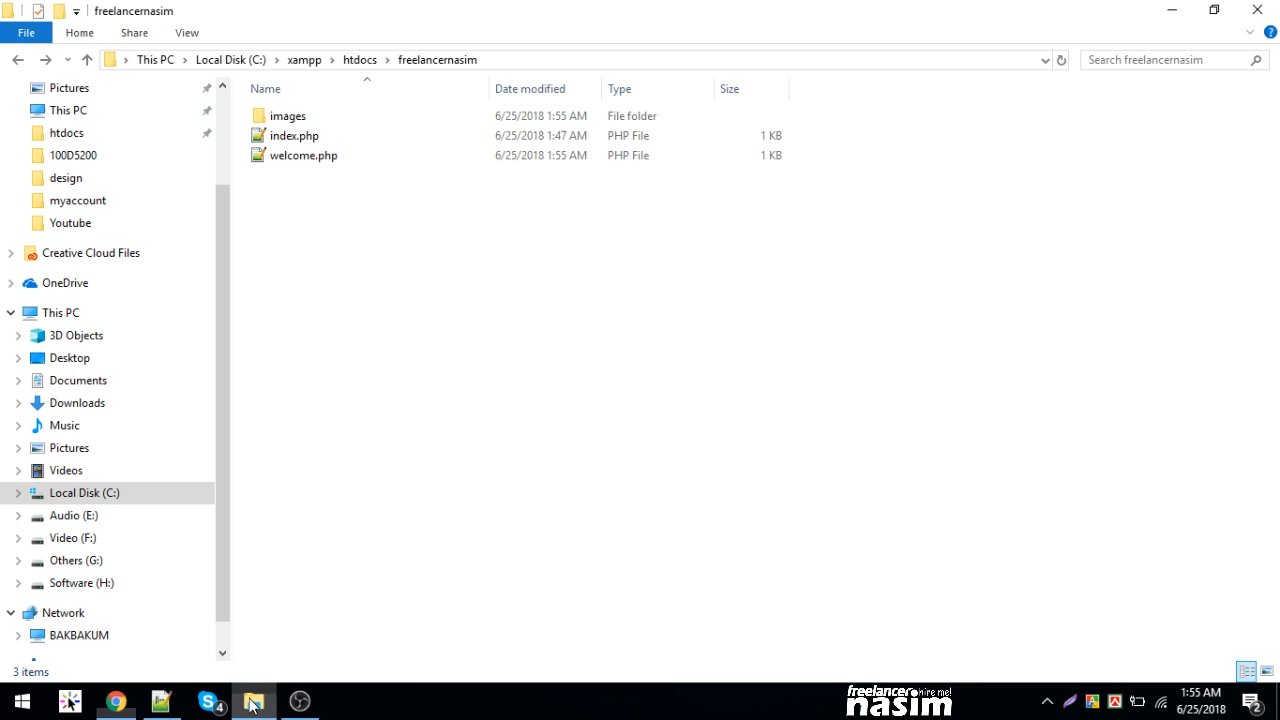 freelancernasim
File Home Share View
This PC Local Disk (C:) xampp htdocs freelancernasim Search freelancernasim
Pictures
This PC
htdocs
100D5200
design
myaccount
Youtube
Creative Cloud Files
OneDrive
This PC
3D Objects
Desktop
Documents
Downloads
Music
Pictures
Videos
Local Disk (C:)
Audio (E:)
Video (F:)
Others (G:)
Software (H:)
Network
BAKBAKUM
Name Date modified Type Size
images 6/25/2018 1:55 AM File folder
index.php 6/25/2018 1:47 AM PHP File 1 KB
welcome.php 6/25/2018 1:55 AM PHP File 1 KB
3 items
4
freelancer hire me!
nasim
1:55 AM
6/25/2018
2